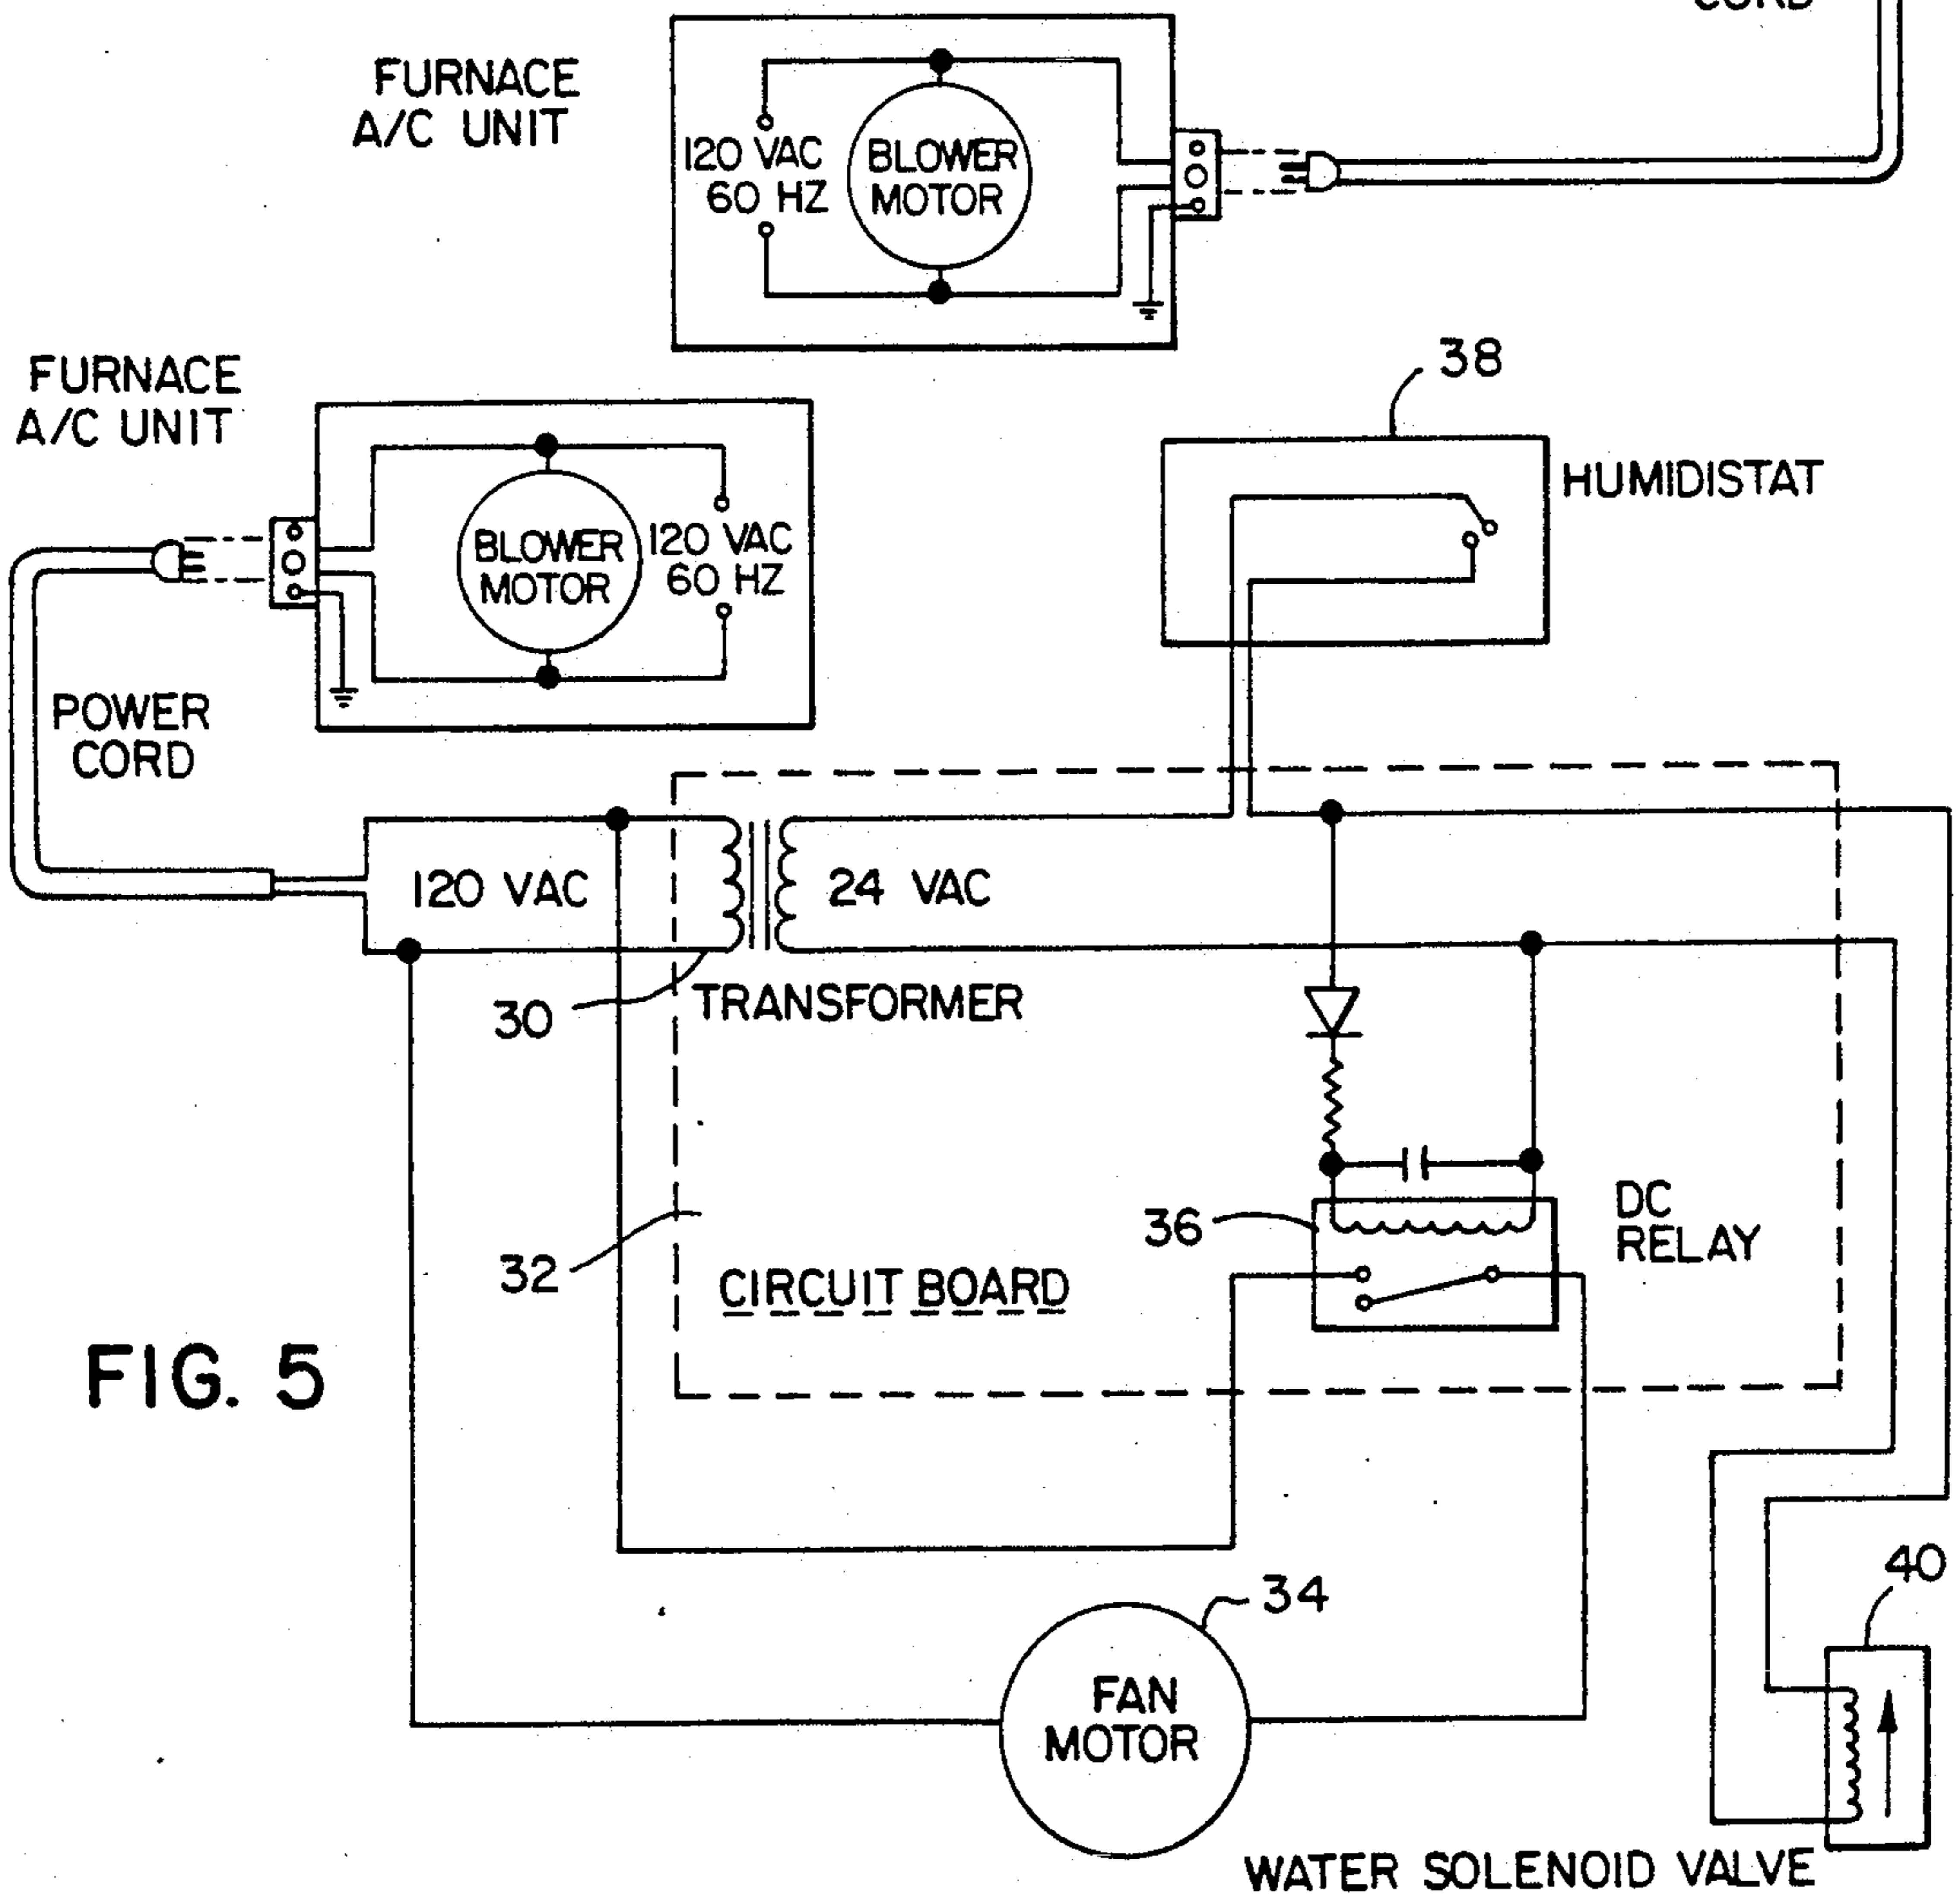 CORD
FURNACE
A/C UNIT
120 VAC
60 HZ
BLOWER
MOTOR
38
FURNACE
A/C UNIT
HUMIDISTAT
BLOWER
MOTOR
120 VAC
60 HZ
POWER
CORD
120 VAC
24 VAC
30
TRANSFORMER
36
DC
RELAY
32
CIRCUIT BOARD
FIG. 5
34
40
FAN
MOTOR
WATER SOLENOID VALVE